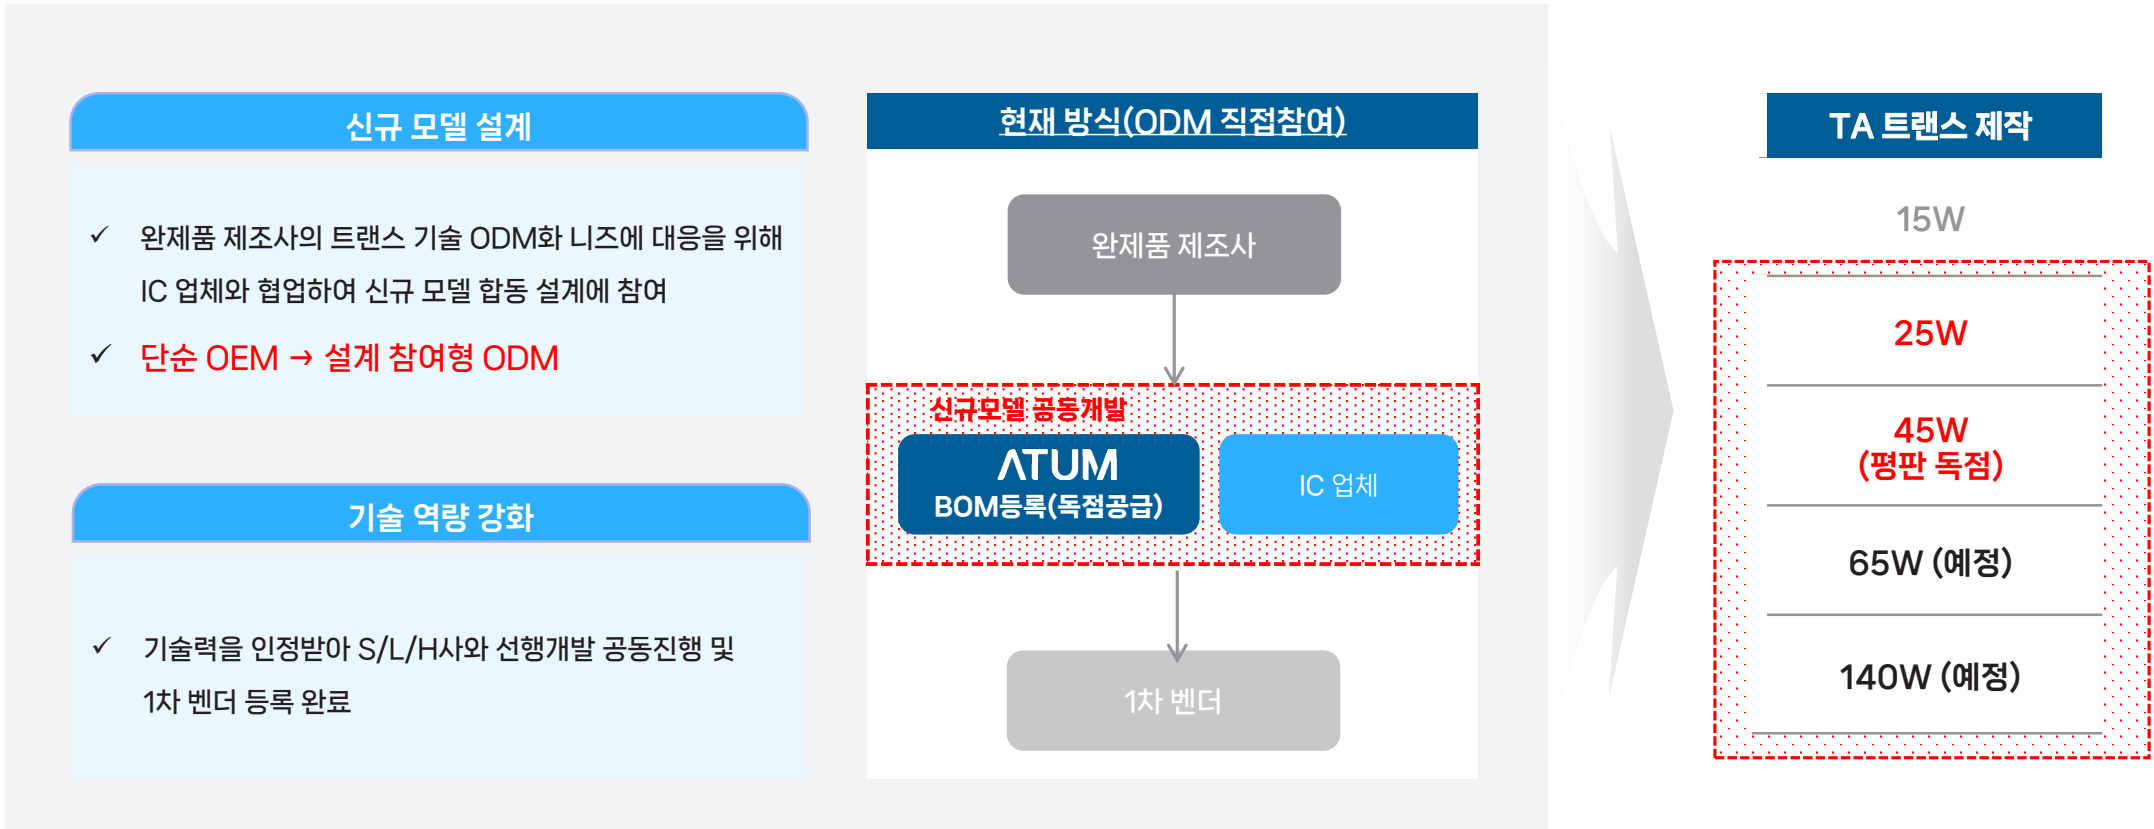 신규 모델 설계
완제품 제조사의 트랜스 기술 ODM화 니즈에 대응을 위해
IC 업체와 협업하여 신규 모델 합동 설계에 참여
단순 OEM → 설계 참여형 ODM
기술 역량 강화
기술력을 인정받아 S/L/H사와 선행개발 공동진행 및
1차 벤더 등록 완료
현재 방식(ODM 직접참여)
완제품 제조사
신규모델 공동개발
ATUM
BOM등록(독점공급)
IC 업체
1차 벤더
TA 트랜스 제작
15W
25W
45W
(평판 독점)
65W (예정)
140W (예정)